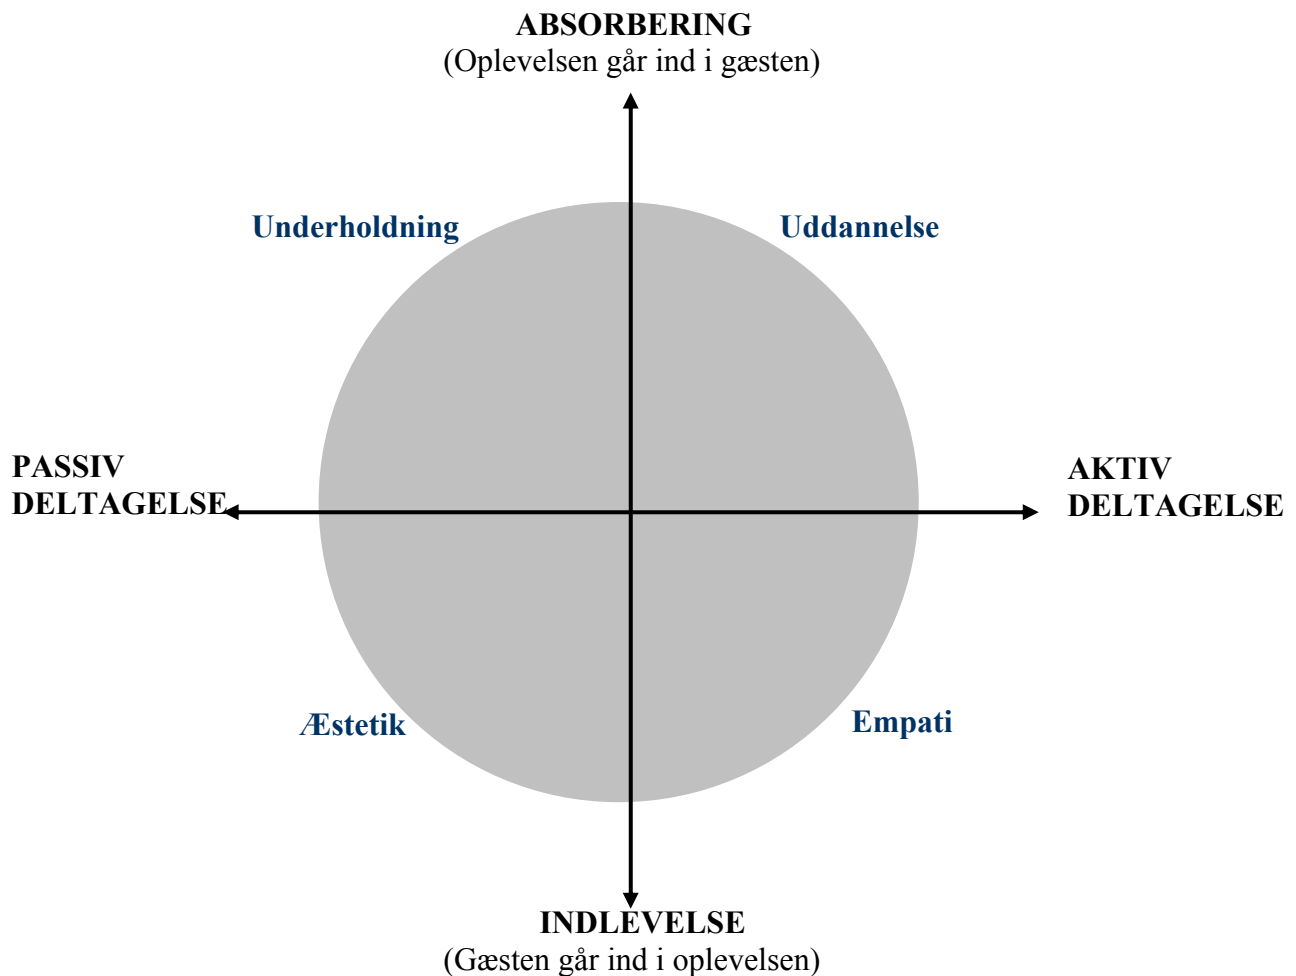 ABSORBERING
(Oplevelsen går ind i gæsten)
Underholdning
Uddannelse
PASSIV
DELTAGELSE
AKTIV
DELTAGELSE
Æstetik
Empati
INDLEVELSE
(Gæsten går ind i oplevelsen)